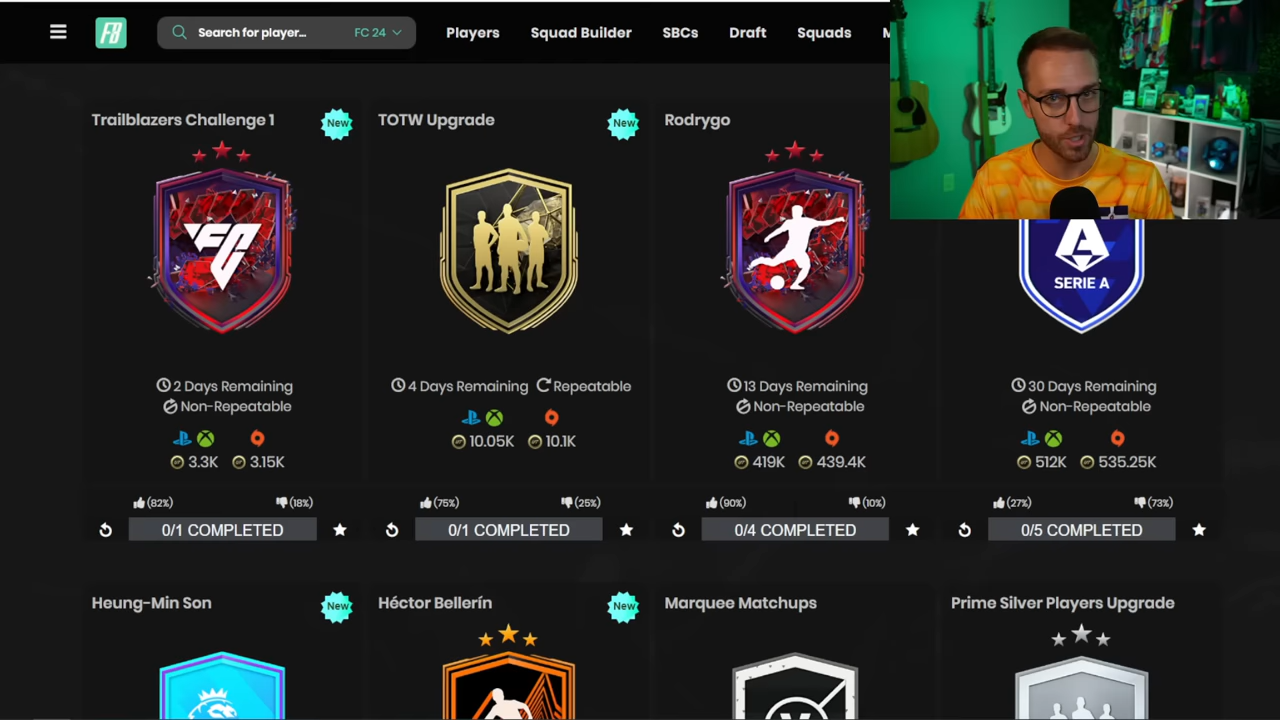 FB Search for player... FC 24 Players Squad Builder SBCs Draft Squads M
Trailblazers Challenge 1 New TOTW Upgrade New Rodrygo
SERIE A
2 Days Remaining
Non-Repeatable
3.3K 3.15K
4 Days Remaining Repeatable
10.05K 10.1K
13 Days Remaining
Non-Repeatable
419K 439.4K
30 Days Remaining
Non-Repeatable
512K 535.25K
(82%) (18%) (75%) (25%) (90%) (10%) (27%) (73%)
0/1 COMPLETED 0/1 COMPLETED 0/4 COMPLETED 0/5 COMPLETED
Heung-Min Son New Héctor Bellerín New Marquee Matchups Prime Silver Players Upgrade